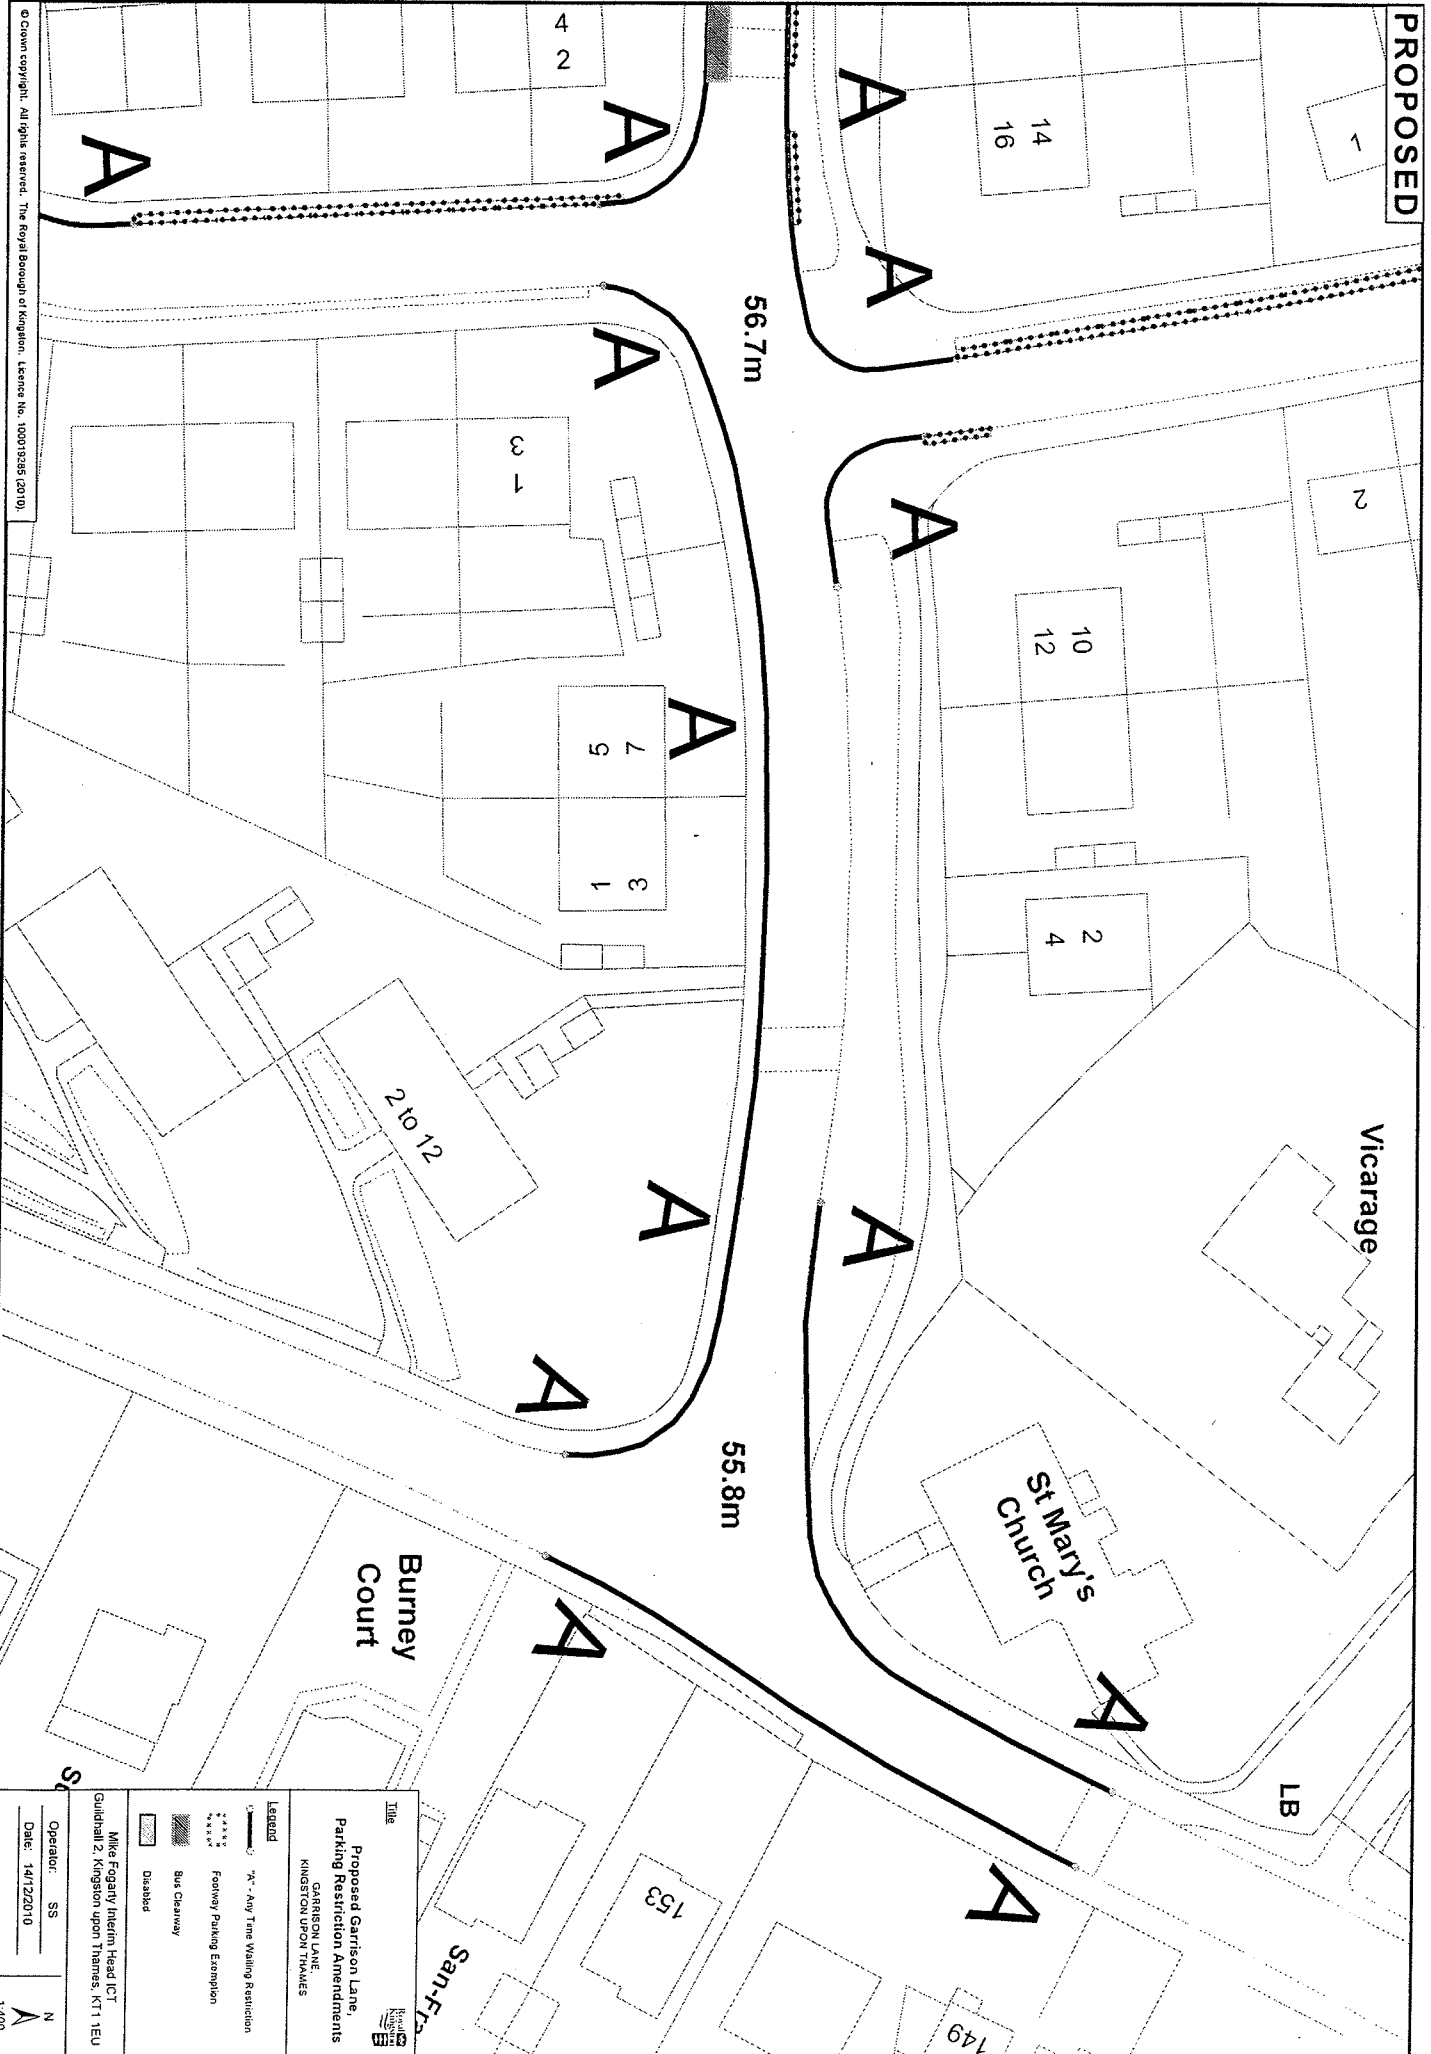 PROPOSED
1
14
16
4
2
A
A
A
A
A
56.7m
A
3
1
2
10
12
A
A
7
5
3
1
2
4
Vicarage
2 to 12
A
A
A
55.8m
St Mary's
Church
Burney
Court
A
A
A
LB
153
149
San-Fra
Title
Proposed Garrison Lane,
Parking Restriction Amendments
GARRISON LANE,
KINGSTON UPON THAMES
Royal
Kingston
Legend
"A" - Any Time Waiting Restriction
Footway Parking Exemption
Bus Clearway
Disabled
Mike Fogarty Interim Head ICT
Guildhall 2, Kingston upon Thames, KT1 1EU
Operator: SS
Date: 14/12/2010
N
© Crown copyright. All rights reserved. The Royal Borough of Kingston. Licence No. 100019285 (2010).